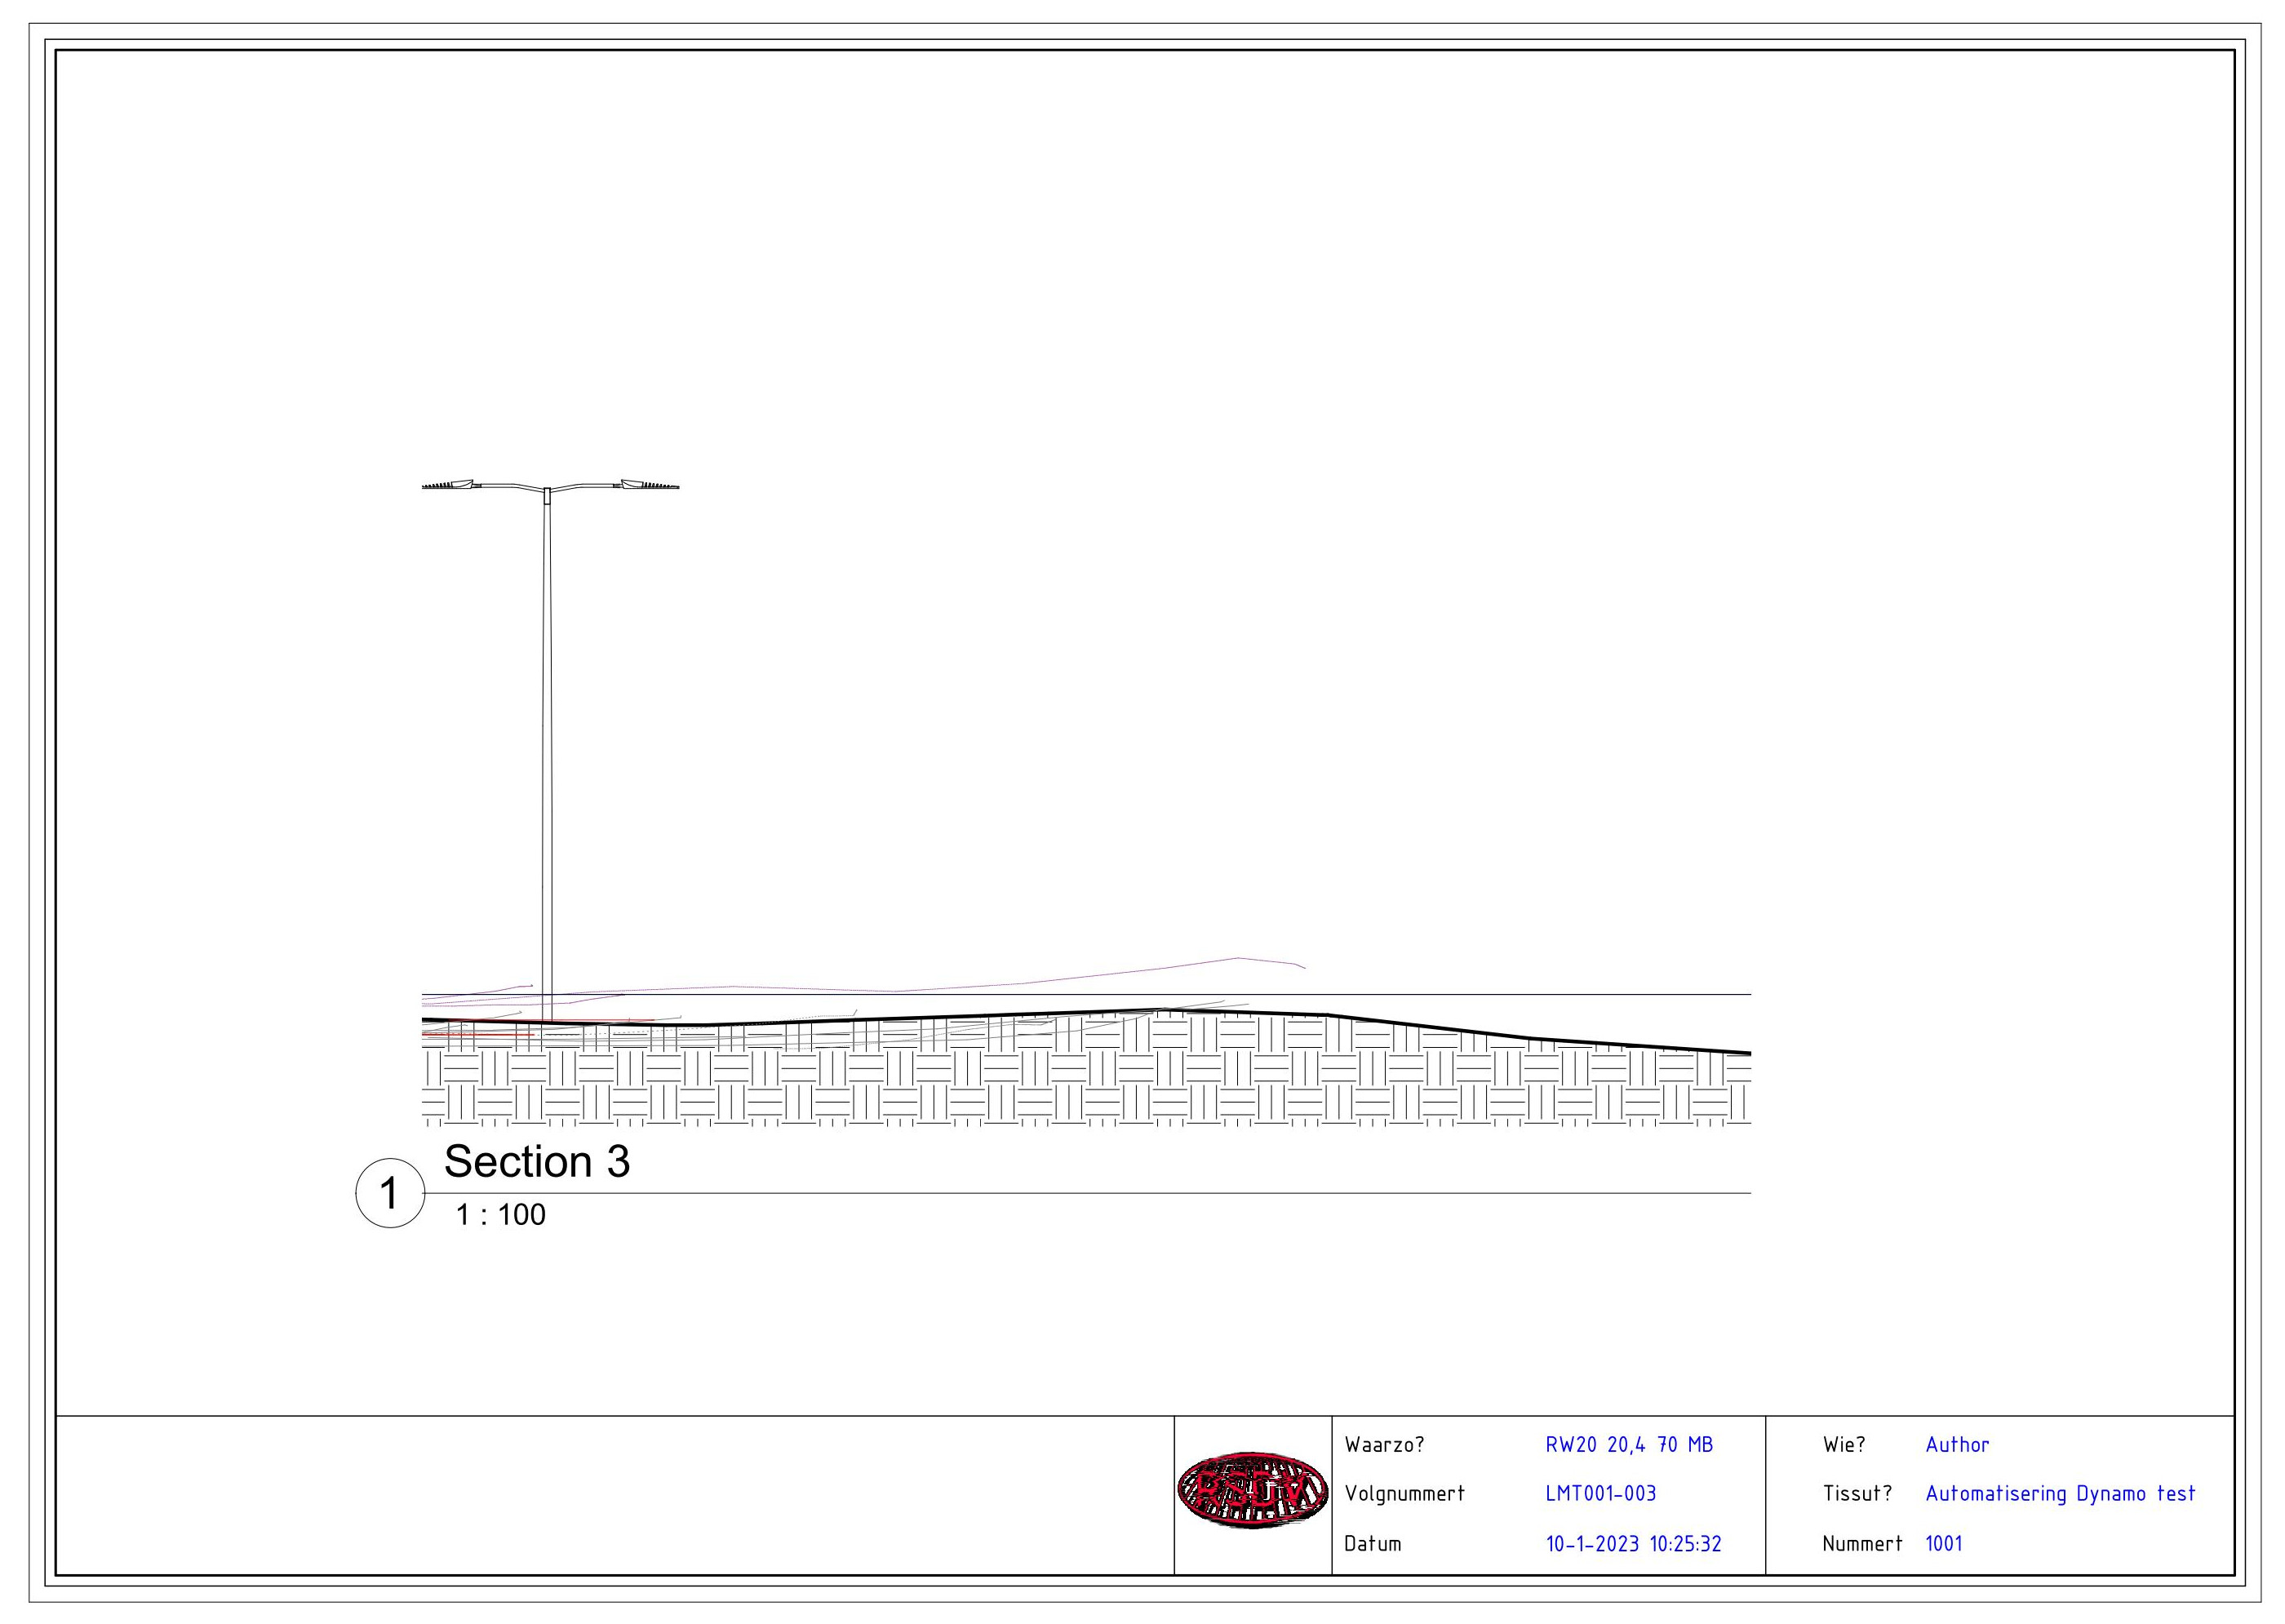 Section 3
1
1 : 100
RSDV
Waarzo? RW20 20,4 70 MB
Volgnummert LMT001-003
Datum 10-1-2023 10:25:32
Wie? Author
Tissut? Automatisering Dynamo test
Nummert 1001